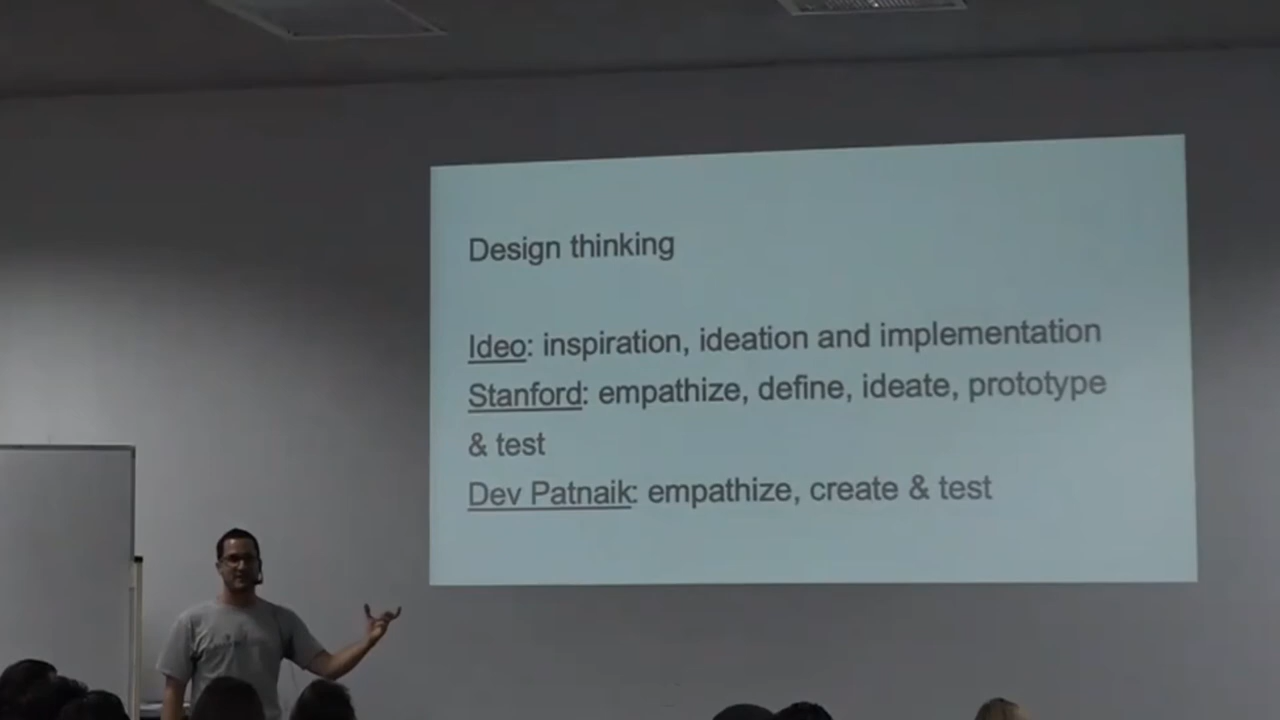 Design thinking
Ideo: inspiration, ideation and implementation
Stanford: empathize, define, ideate, prototype
& test
Dev Patnaik: empathize, create & test